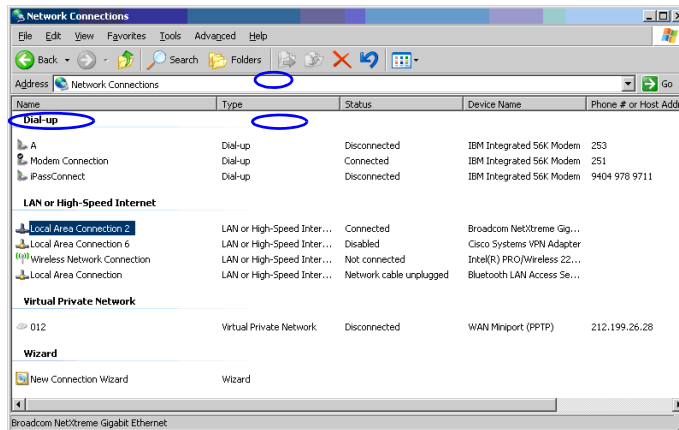 Network Connections
File Edit View Favorites Tools Advanced Help
Back Search Folders
Address Network Connections Go
Name Type Status Device Name Phone # or Host Addr
Dial-up
A Dial-up Disconnected IBM Integrated 56K Modem 253
Modem Connection Dial-up Connected IBM Integrated 56K Modem 251
iPassConnect Dial-up Disconnected IBM Integrated 56K Modem 9404 978 9711
LAN or High-Speed Internet
Local Area Connection 2 LAN or High-Speed Inter... Connected Broadcom NetXtreme Gig...
Local Area Connection 6 LAN or High-Speed Inter... Disabled Cisco Systems VPN Adapter
Wireless Network Connection LAN or High-Speed Inter... Not connected Intel(R) PRO/Wireless 22...
Local Area Connection LAN or High-Speed Inter... Network cable unplugged Bluetooth LAN Access Se...
Virtual Private Network
012 Virtual Private Network Disconnected WAN Miniport (PPTP) 212.199.26.28
Wizard
New Connection Wizard Wizard
Broadcom NetXtreme Gigabit Ethernet